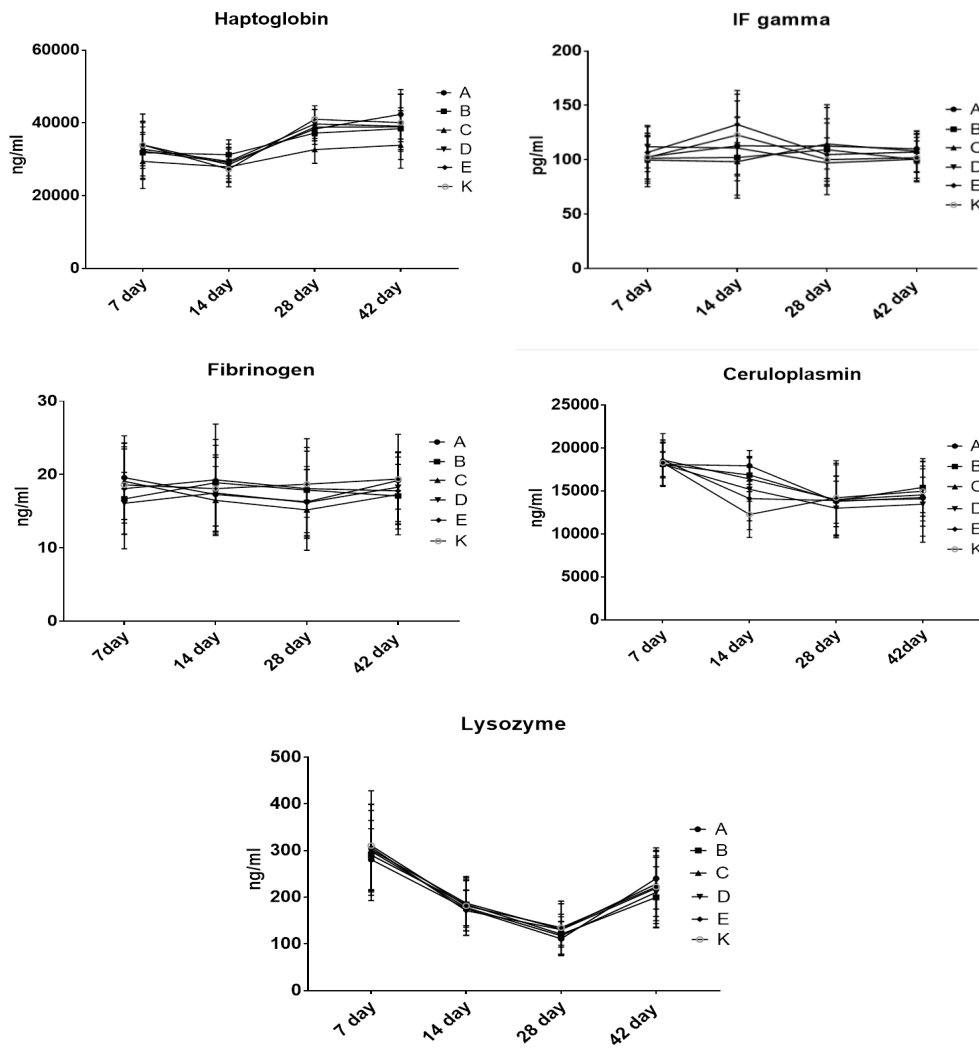 Haptoglobin
60000
40000
20000
0
ng/ml
7 day
14 day
28 day
42 day
A
B
C
D
E
K
IF gamma
200
150
100
50
0
pg/ml
7 day
14 day
28 day
42 day
A
B
C
D
E
K
Fibrinogen
30
20
10
0
ng/ml
7day
14 day
28 day
42 day
A
B
C
D
E
K
Ceruloplasmin
25000
20000
15000
10000
5000
0
ng/ml
7 day
14 day
28 day
42day
A
B
C
D
E
K
Lysozyme
500
400
300
200
100
0
ng/ml
7 day
14 day
28 day
42 day
A
B
C
D
E
K